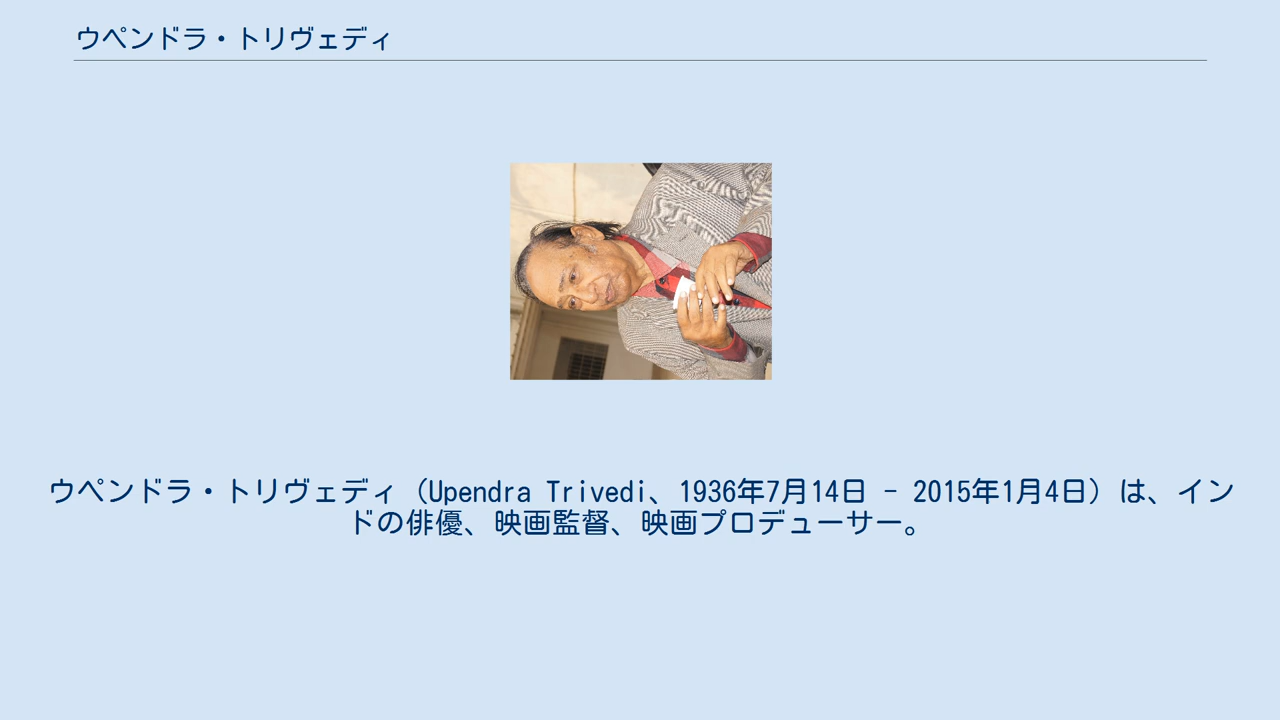 ウペンドラ・トリヴェディ
ウペンドラ・トリヴェディ（Upendra Trivedi、1936年7月14日 - 2015年1月4日）は、イン
ドの俳優、映画監督、映画プロデューサー。